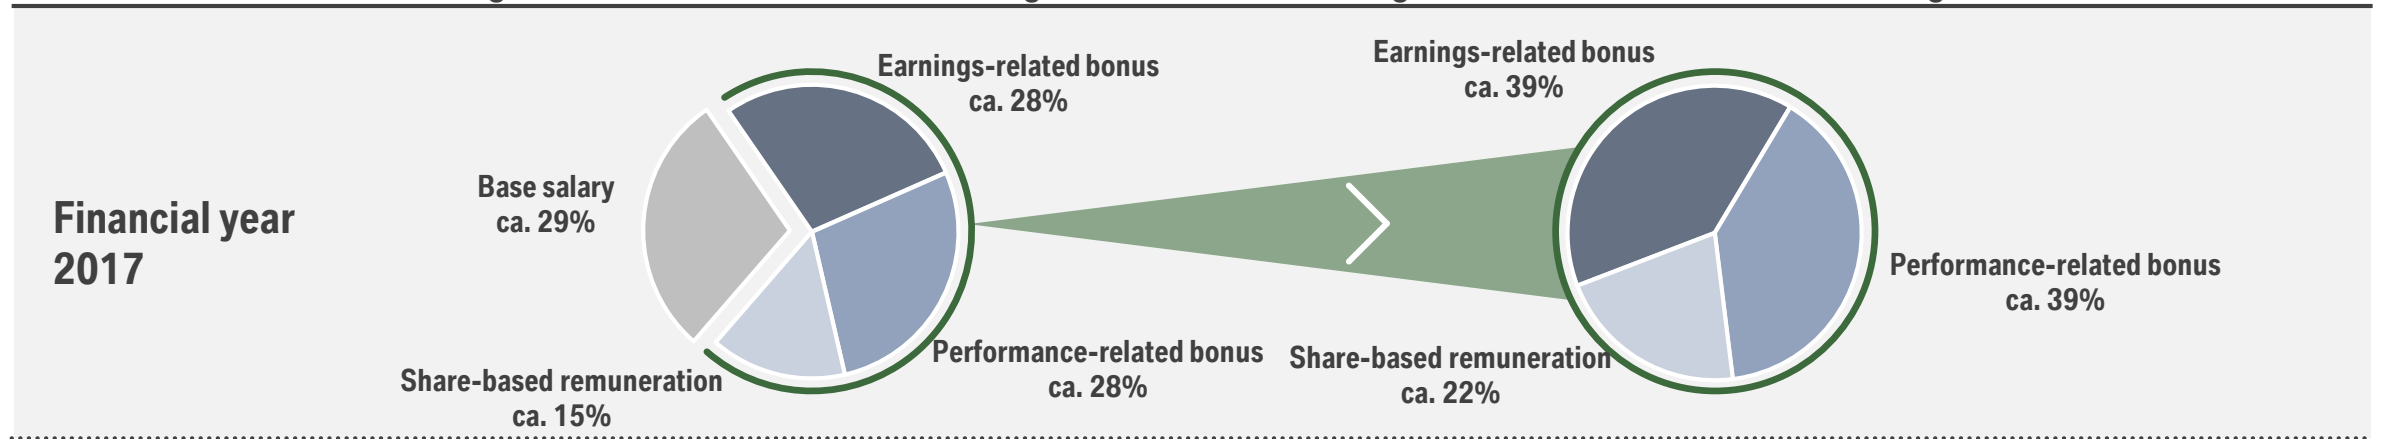 Earnings-related bonus
ca. 28%
Earnings-related bonus
ca. 39%
Base salary
ca. 29%
Financial year
2017
Performance-related bonus
ca. 39%
Performance-related bonus
ca. 28%
Share-based remuneration
ca. 22%
Share-based remuneration
ca. 15%